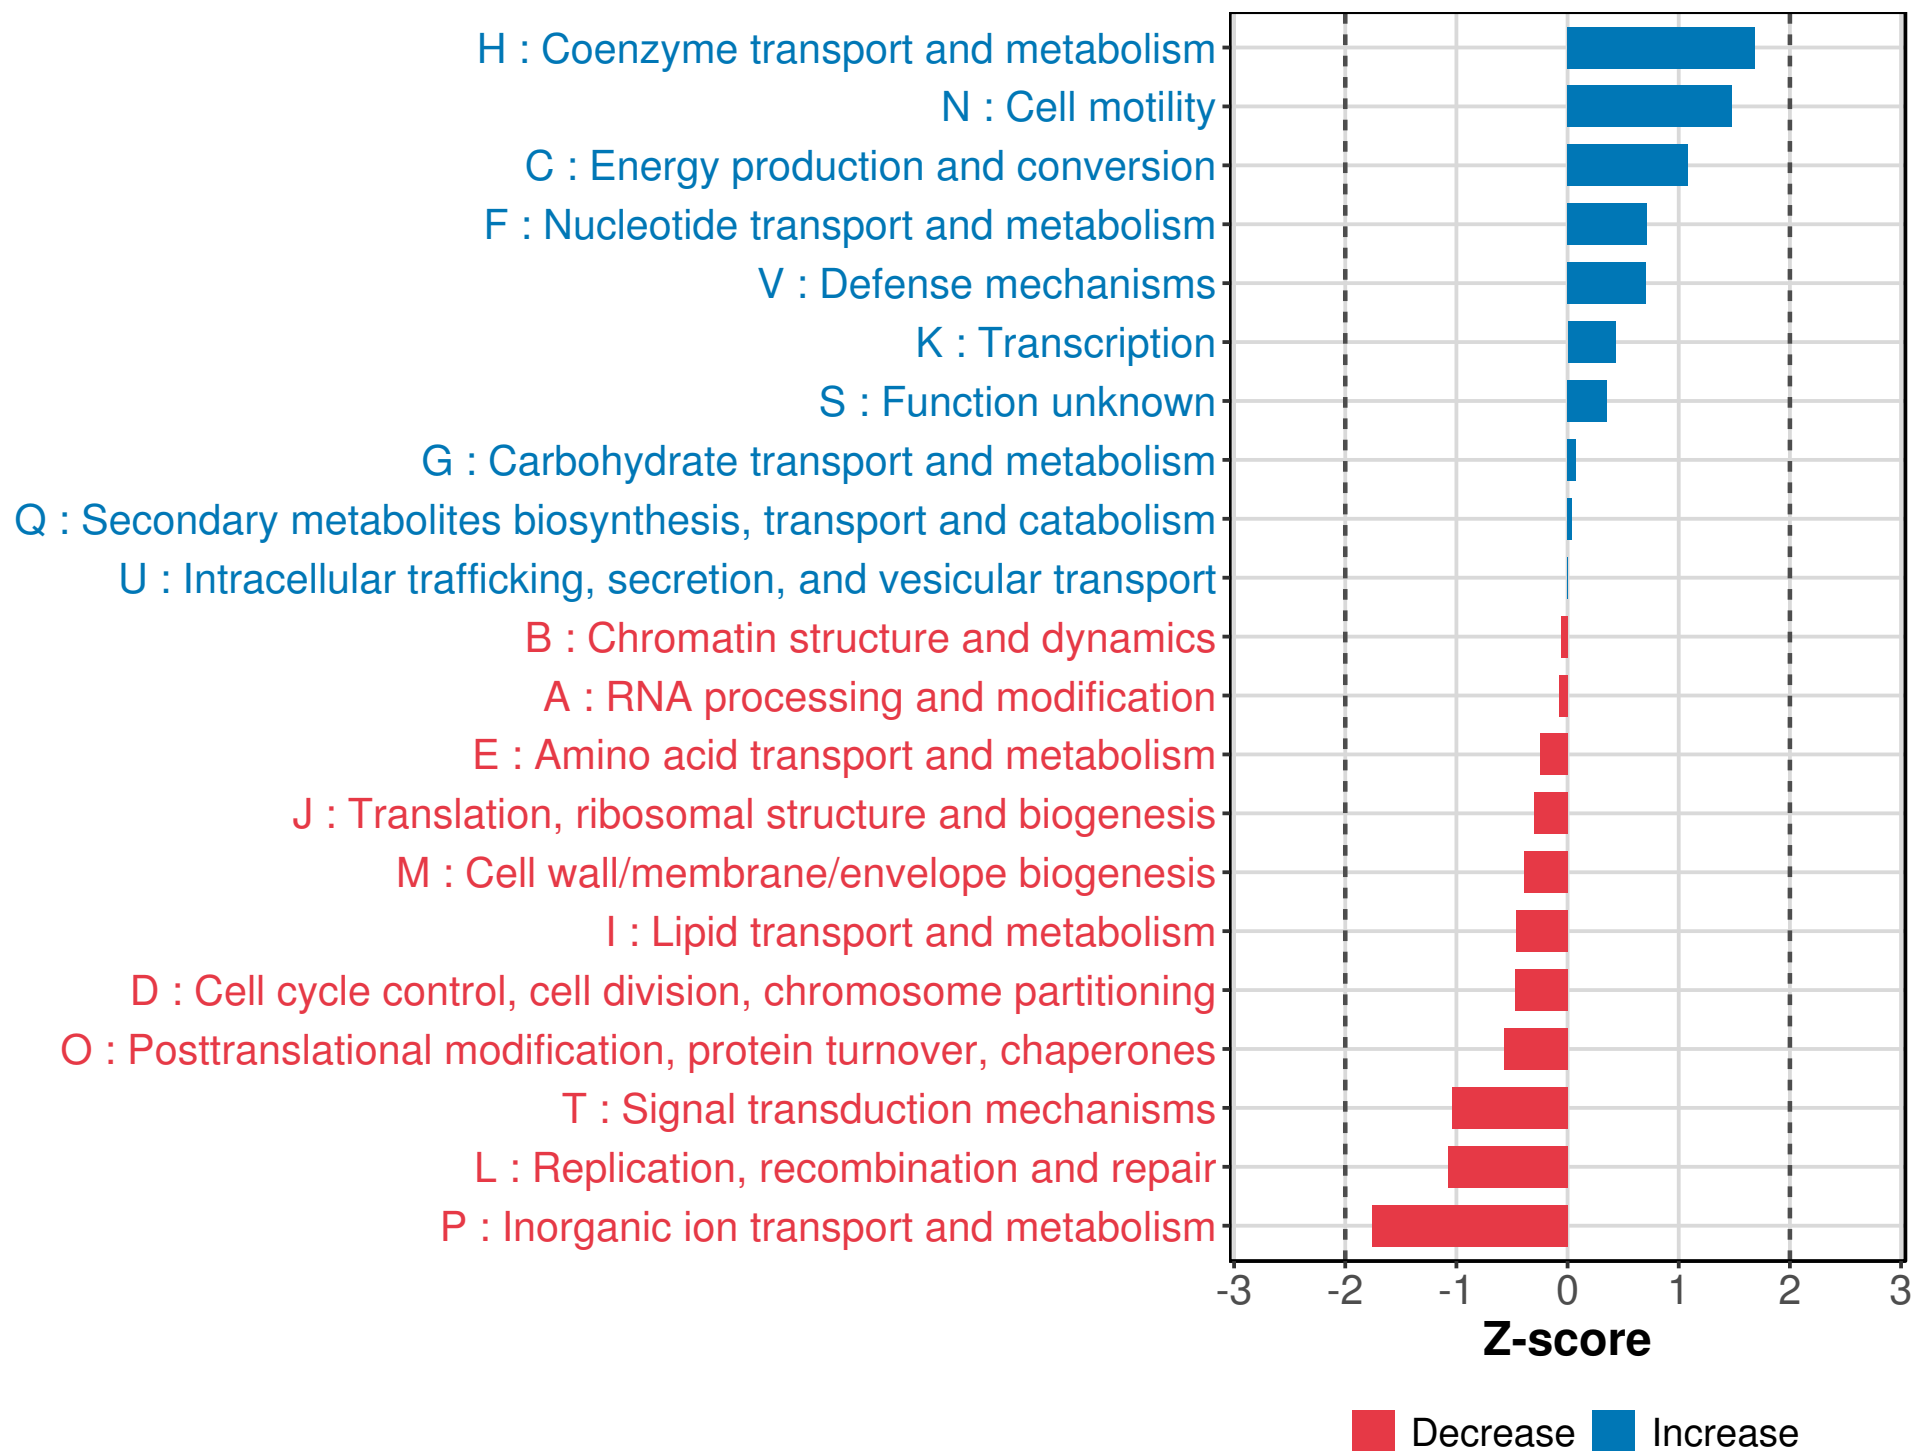 H : Coenzyme transport and metabolism
N : Cell motility
C : Energy production and conversion
F : Nucleotide transport and metabolism
V : Defense mechanisms
K : Transcription
S : Function unknown
G : Carbohydrate transport and metabolism
Q : Secondary metabolites biosynthesis, transport and catabolism
U : Intracellular trafficking, secretion, and vesicular transport
B : Chromatin structure and dynamics
A : RNA processing and modification
E : Amino acid transport and metabolism
J : Translation, ribosomal structure and biogenesis
M : Cell wall/membrane/envelope biogenesis
I : Lipid transport and metabolism
D : Cell cycle control, cell division, chromosome partitioning
O : Posttranslational modification, protein turnover, chaperones
T : Signal transduction mechanisms
L : Replication, recombination and repair
P : Inorganic ion transport and metabolism
-3 -2 -1 0 1 2 3
Z-score
Decrease Increase